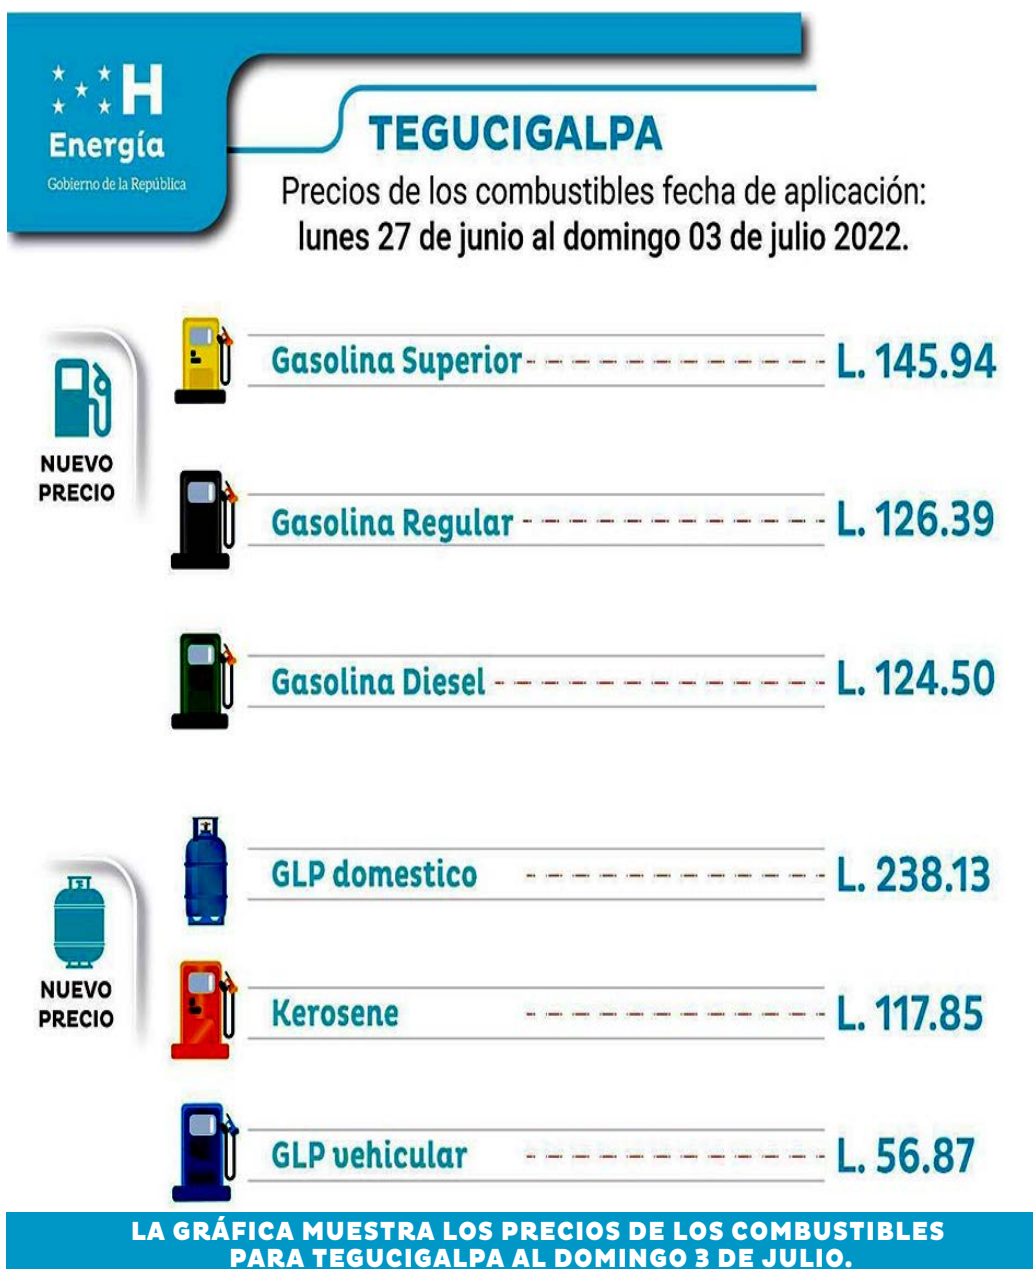 H
Energía
Gobierno de la República
TEGUCIGALPA
Precios de los combustibles fecha de aplicación:
lunes 27 de junio al domingo 03 de julio 2022.
NUEVO
PRECIO
Gasolina Superior L. 145.94
Gasolina Regular L. 126.39
Gasolina Diesel L. 124.50
NUEVO
PRECIO
GLP domestico L. 238.13
Kerosene L. 117.85
GLP vehicular L. 56.87
LA GRÁFICA MUESTRA LOS PRECIOS DE LOS COMBUSTIBLES
PARA TEGUCIGALPA AL DOMINGO 3 DE JULIO.